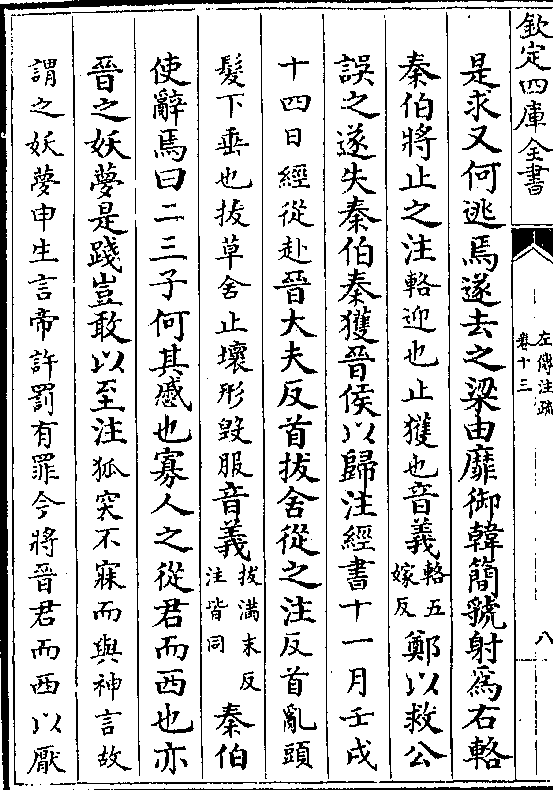 欽定四庫全書
左傳注疏
卷十三
八
是求又何逃焉遂去之梁由靡御韓簡虢射為右輅
秦伯將止之注輅迎也止獲也音義輅五嫁反鄭以救公
誤之遂失秦伯秦獲晉侯以歸注經書十一月壬戌
十四日經從赴晉大夫反首拔舍從之注反首亂頭
髮下垂也拔草舍止壞形毀服音義拔滿末反注皆同秦伯
使辭焉曰二三子何其慼也寡人之從君而西也亦
晉之妖夢是踐豈敢以至注狐突不寐而與神言故
謂之妖夢申生言帝許罰有罪今將晉君而西以厭